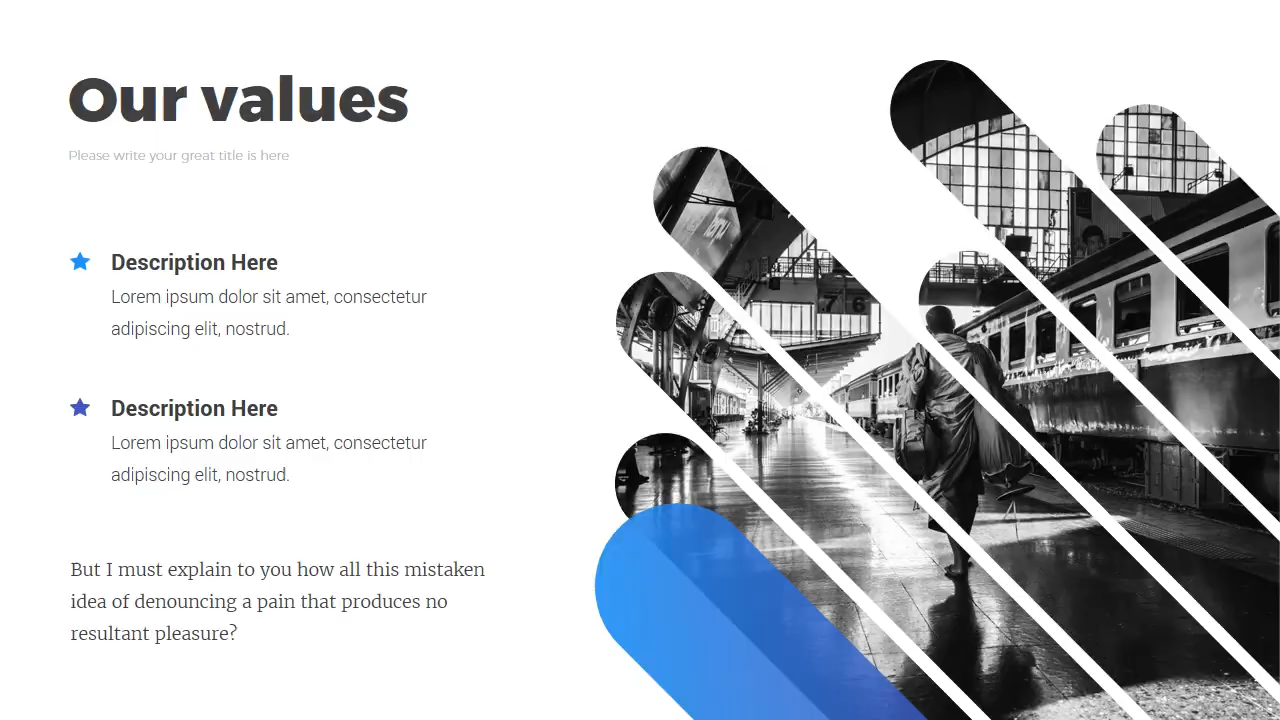 Our values
Please write your great title is here
Description Here
Lorem ipsum dolor sit amet, consectetur
adipiscing elit, nostrud.
Description Here
Lorem ipsum dolor sit amet, consectetur
adipiscing elit, nostrud.
But I must explain to you how all this mistaken
idea of denouncing a pain that produces no
resultant pleasure?
7 6